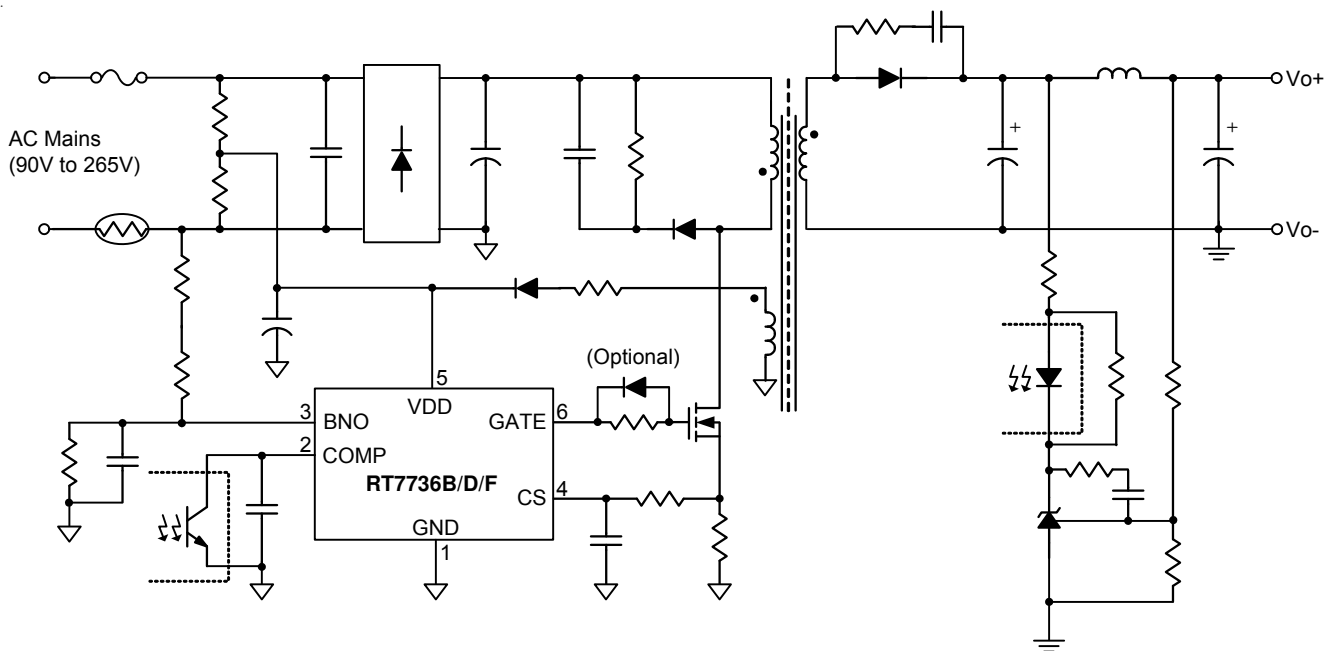 +
+
Vo+
AC Mains
(90V to 265V)
Vo-
(Optional)
5
VDD
3
BNO
GATE
6
2
COMP
RT7736B/D/F
CS
4
GND
1